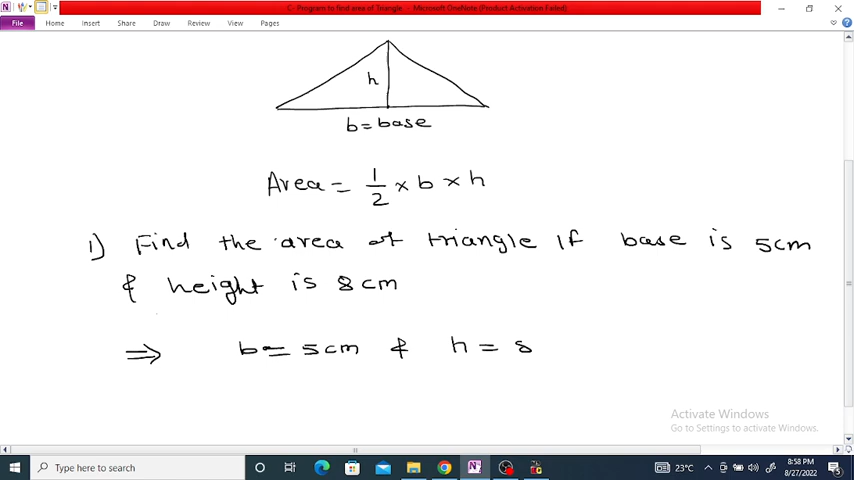 C- Program to find area of Triangle - Microsoft OneNote (Product Activation Failed)
File Home Insert Share Draw Review View Pages
h
b = base
Area = 1/2 × b × h
1) Find the area of triangle if base is 5cm
& height is 8cm
⇒ b = 5cm & h = 8
Activate Windows
Go to Settings to activate Windows.
Type here to search
23°C
8:58 PM
8/27/2022
5